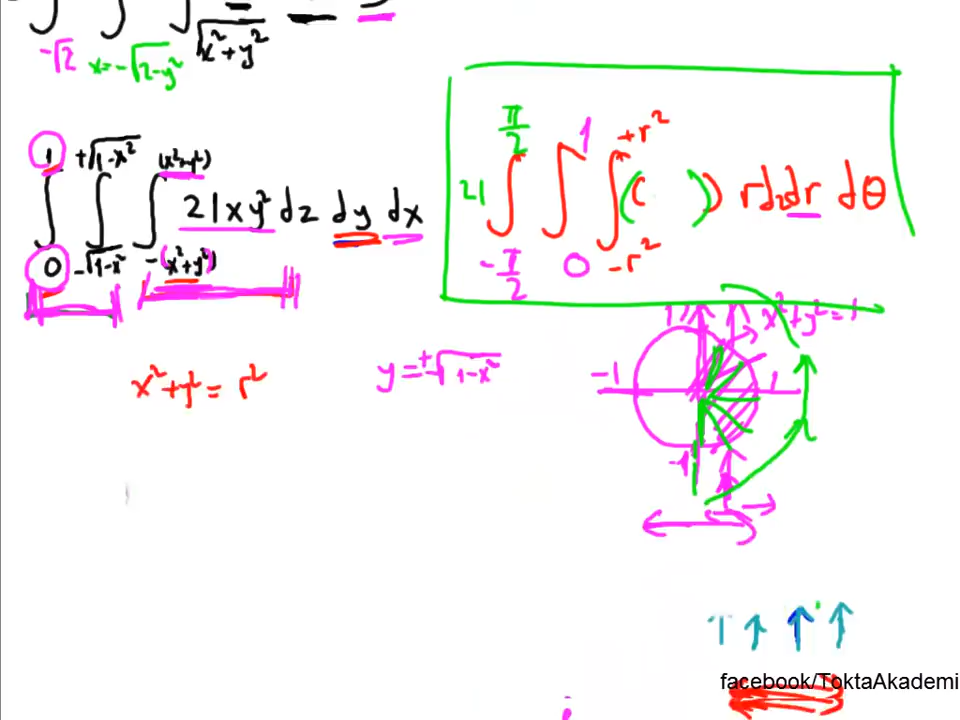 √x²+y²
-√2 x=-√2-y²
1 +√1-x² (x²+y²)
∫ ∫ ∫ 21xy² dz dy dx
0 -√1-x² -(x²+y²)
π/2 1 +r²
21 ∫ ∫ ∫ ( ) r dz dr dθ
-π/2 0 -r²
x²+y²=1
x²+y²=r²
y=±√1-x²
-1 1
-1
facebook/ToktaAkademi